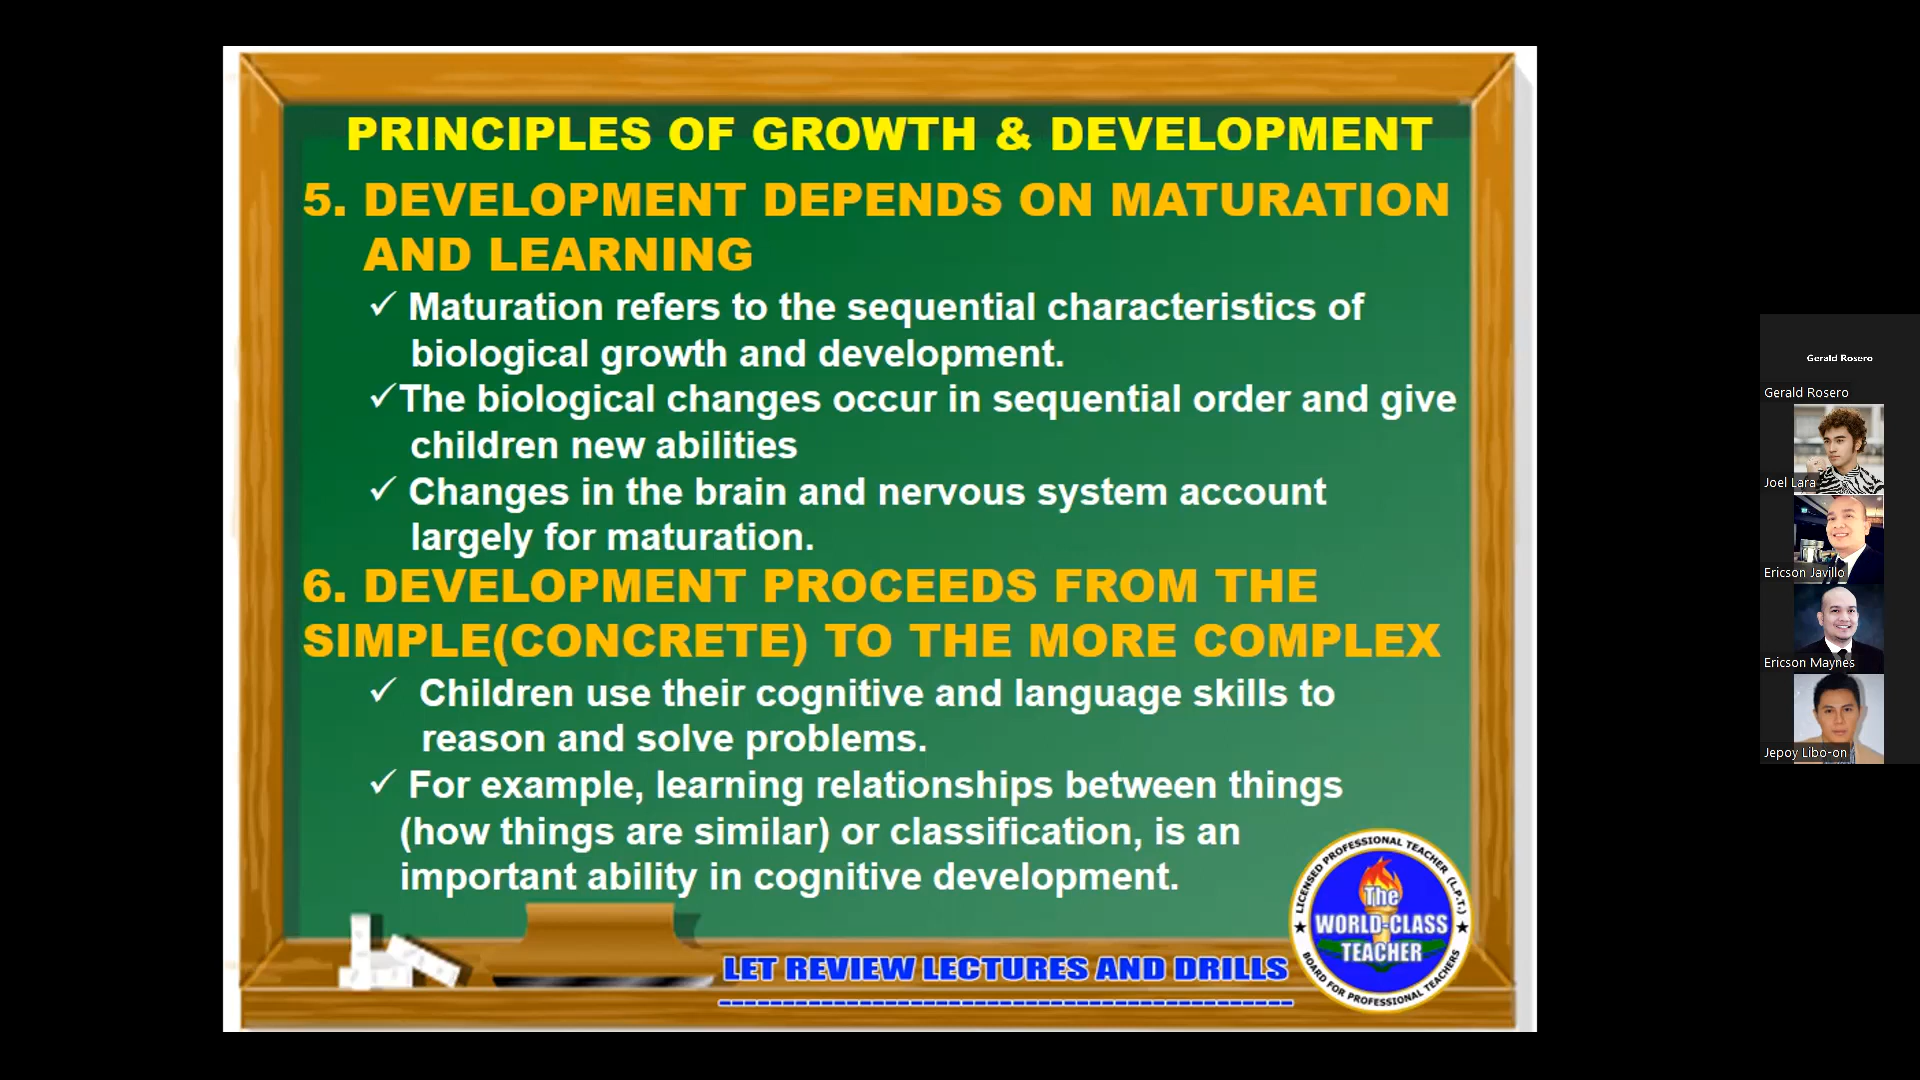 PRINCIPLES OF GROWTH & DEVELOPMENT
5. DEVELOPMENT DEPENDS ON MATURATION
AND LEARNING
✓ Maturation refers to the sequential characteristics of
biological growth and development.
✓The biological changes occur in sequential order and give
children new abilities
✓ Changes in the brain and nervous system account
largely for maturation.
6. DEVELOPMENT PROCEEDS FROM THE
SIMPLE(CONCRETE) TO THE MORE COMPLEX
✓ Children use their cognitive and language skills to
reason and solve problems.
✓ For example, learning relationships between things
(how things are similar) or classification, is an
important ability in cognitive development.
LET REVIEW LECTURES AND DRILLS
LICENSED PROFESSIONAL TEACHER (L.P.T.)
The
WORLD-CLASS
TEACHER
BOARD FOR PROFESSIONAL TEACHERS
Gerald Rosero
Gerald Rosero
Joel Lara
Ericson Javillo
Ericson Maynes
Jepoy Libo-on